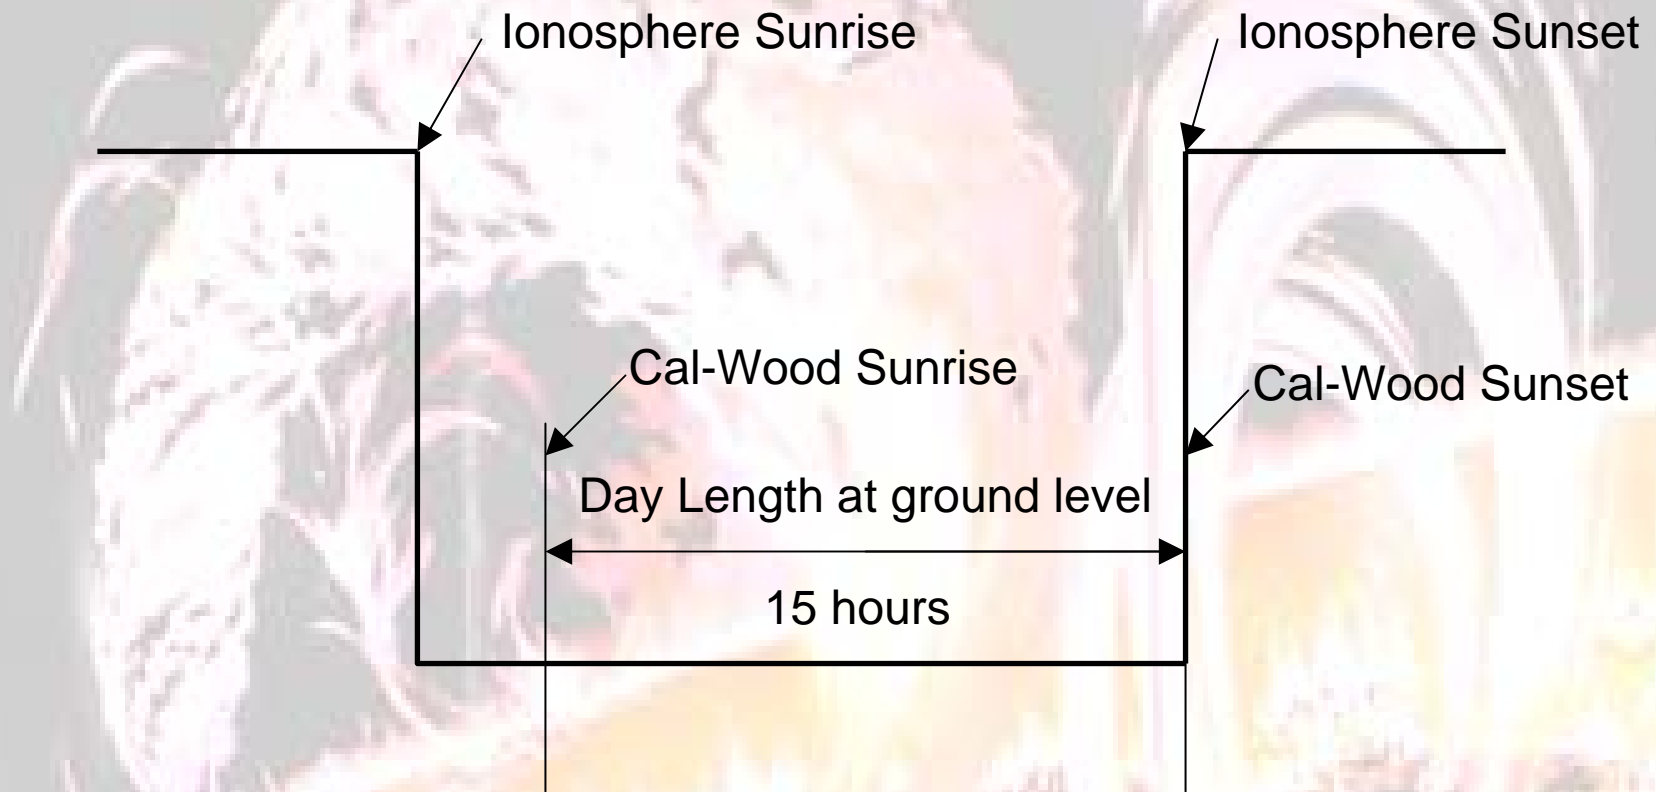 Ionosphere Sunrise
Ionosphere Sunset
Cal-Wood Sunrise
Cal-Wood Sunset
Day Length at ground level
15 hours